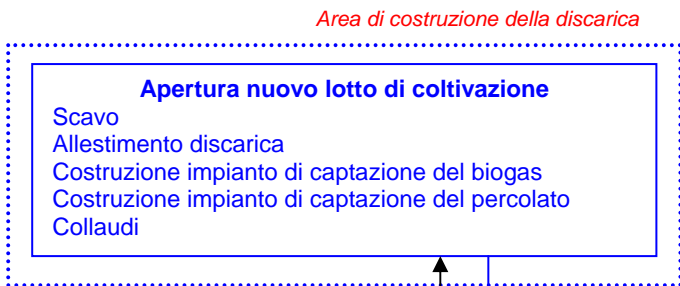 Area di costruzione della discarica
Apertura nuovo lotto di coltivazione
Scavo
Allestimento discarica
Costruzione impianto di captazione del biogas
Costruzione impianto di captazione del percolato
Collaudi